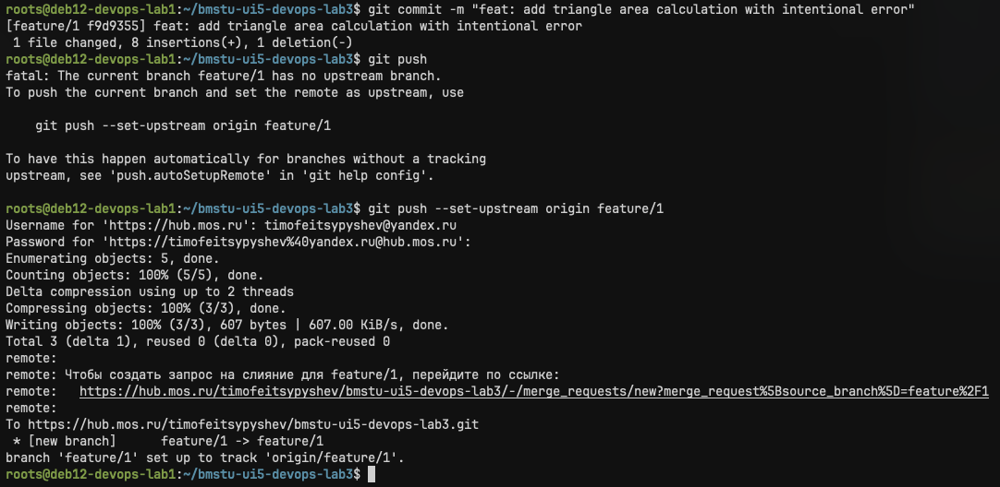 roots@deb12-devops-lab1:~/bmstu-ui5-devops-lab3$ git commit -m "feat: add triangle area calculation with intentional error"
[feature/1 f9d9355] feat: add triangle area calculation with intentional error
 1 file changed, 8 insertions(+), 1 deletion(-)
roots@deb12-devops-lab1:~/bmstu-ui5-devops-lab3$ git push
fatal: The current branch feature/1 has no upstream branch.
To push the current branch and set the remote as upstream, use

    git push --set-upstream origin feature/1

To have this happen automatically for branches without a tracking
upstream, see 'push.autoSetupRemote' in 'git help config'.

roots@deb12-devops-lab1:~/bmstu-ui5-devops-lab3$ git push --set-upstream origin feature/1
Username for 'https://hub.mos.ru': timofeitsypyshev@yandex.ru
Password for 'https://timofeitsypyshev%40yandex.ru@hub.mos.ru':
Enumerating objects: 5, done.
Counting objects: 100% (5/5), done.
Delta compression using up to 2 threads
Compressing objects: 100% (3/3), done.
Writing objects: 100% (3/3), 607 bytes | 607.00 KiB/s, done.
Total 3 (delta 1), reused 0 (delta 0), pack-reused 0
remote:
remote: Чтобы создать запрос на слияние для feature/1, перейдите по ссылке:
remote:   https://hub.mos.ru/timofeitsypyshev/bmstu-ui5-devops-lab3/-/merge_requests/new?merge_request%5Bsource_branch%5D=feature%2F1
remote:
To https://hub.mos.ru/timofeitsypyshev/bmstu-ui5-devops-lab3.git
 * [new branch]      feature/1 -> feature/1
branch 'feature/1' set up to track 'origin/feature/1'.
roots@deb12-devops-lab1:~/bmstu-ui5-devops-lab3$